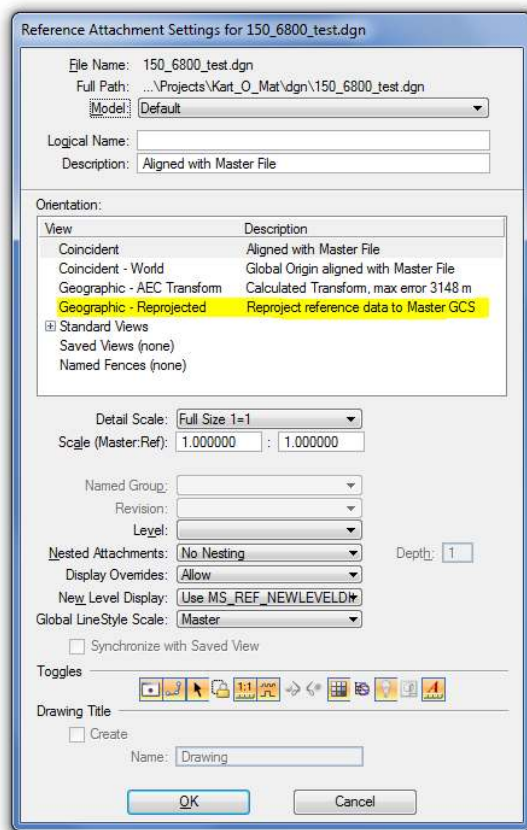 Reference Attachment Settings for 150_6800_test.dgn
File Name: 150_6800_test.dgn
Full Path: ...\Projects\Kart_O_Mat\dgn\150_6800_test.dgn
Model: Default
Logical Name:
Description: Aligned with Master File
Orientation:
View Description
Coincident Aligned with Master File
Coincident - World Global Origin aligned with Master File
Geographic - AEC Transform Calculated Transform, max error 3148 m
Geographic - Reprojected Reproject reference data to Master GCS
Standard Views
Saved Views (none)
Named Fences (none)
Detail Scale: Full Size 1=1
Scale (Master:Ref): 1.000000 : 1.000000
Named Group:
Revision:
Level:
Nested Attachments: No Nesting Depth: 1
Display Overrides: Allow
New Level Display: Use MS_REF_NEWLEVELDI
Global LineStyle Scale: Master
Synchronize with Saved View
Toggles
1:1 A
Drawing Title
Create
Name: Drawing
OK Cancel